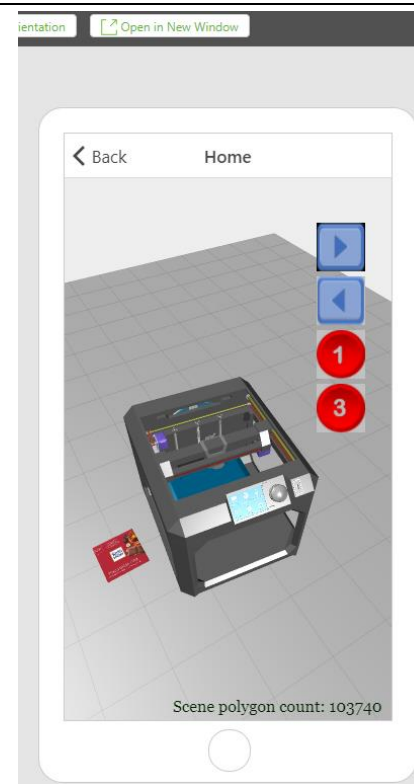 ientation
Open in New Window
Back
Home
1
3
Scene polygon count: 103740